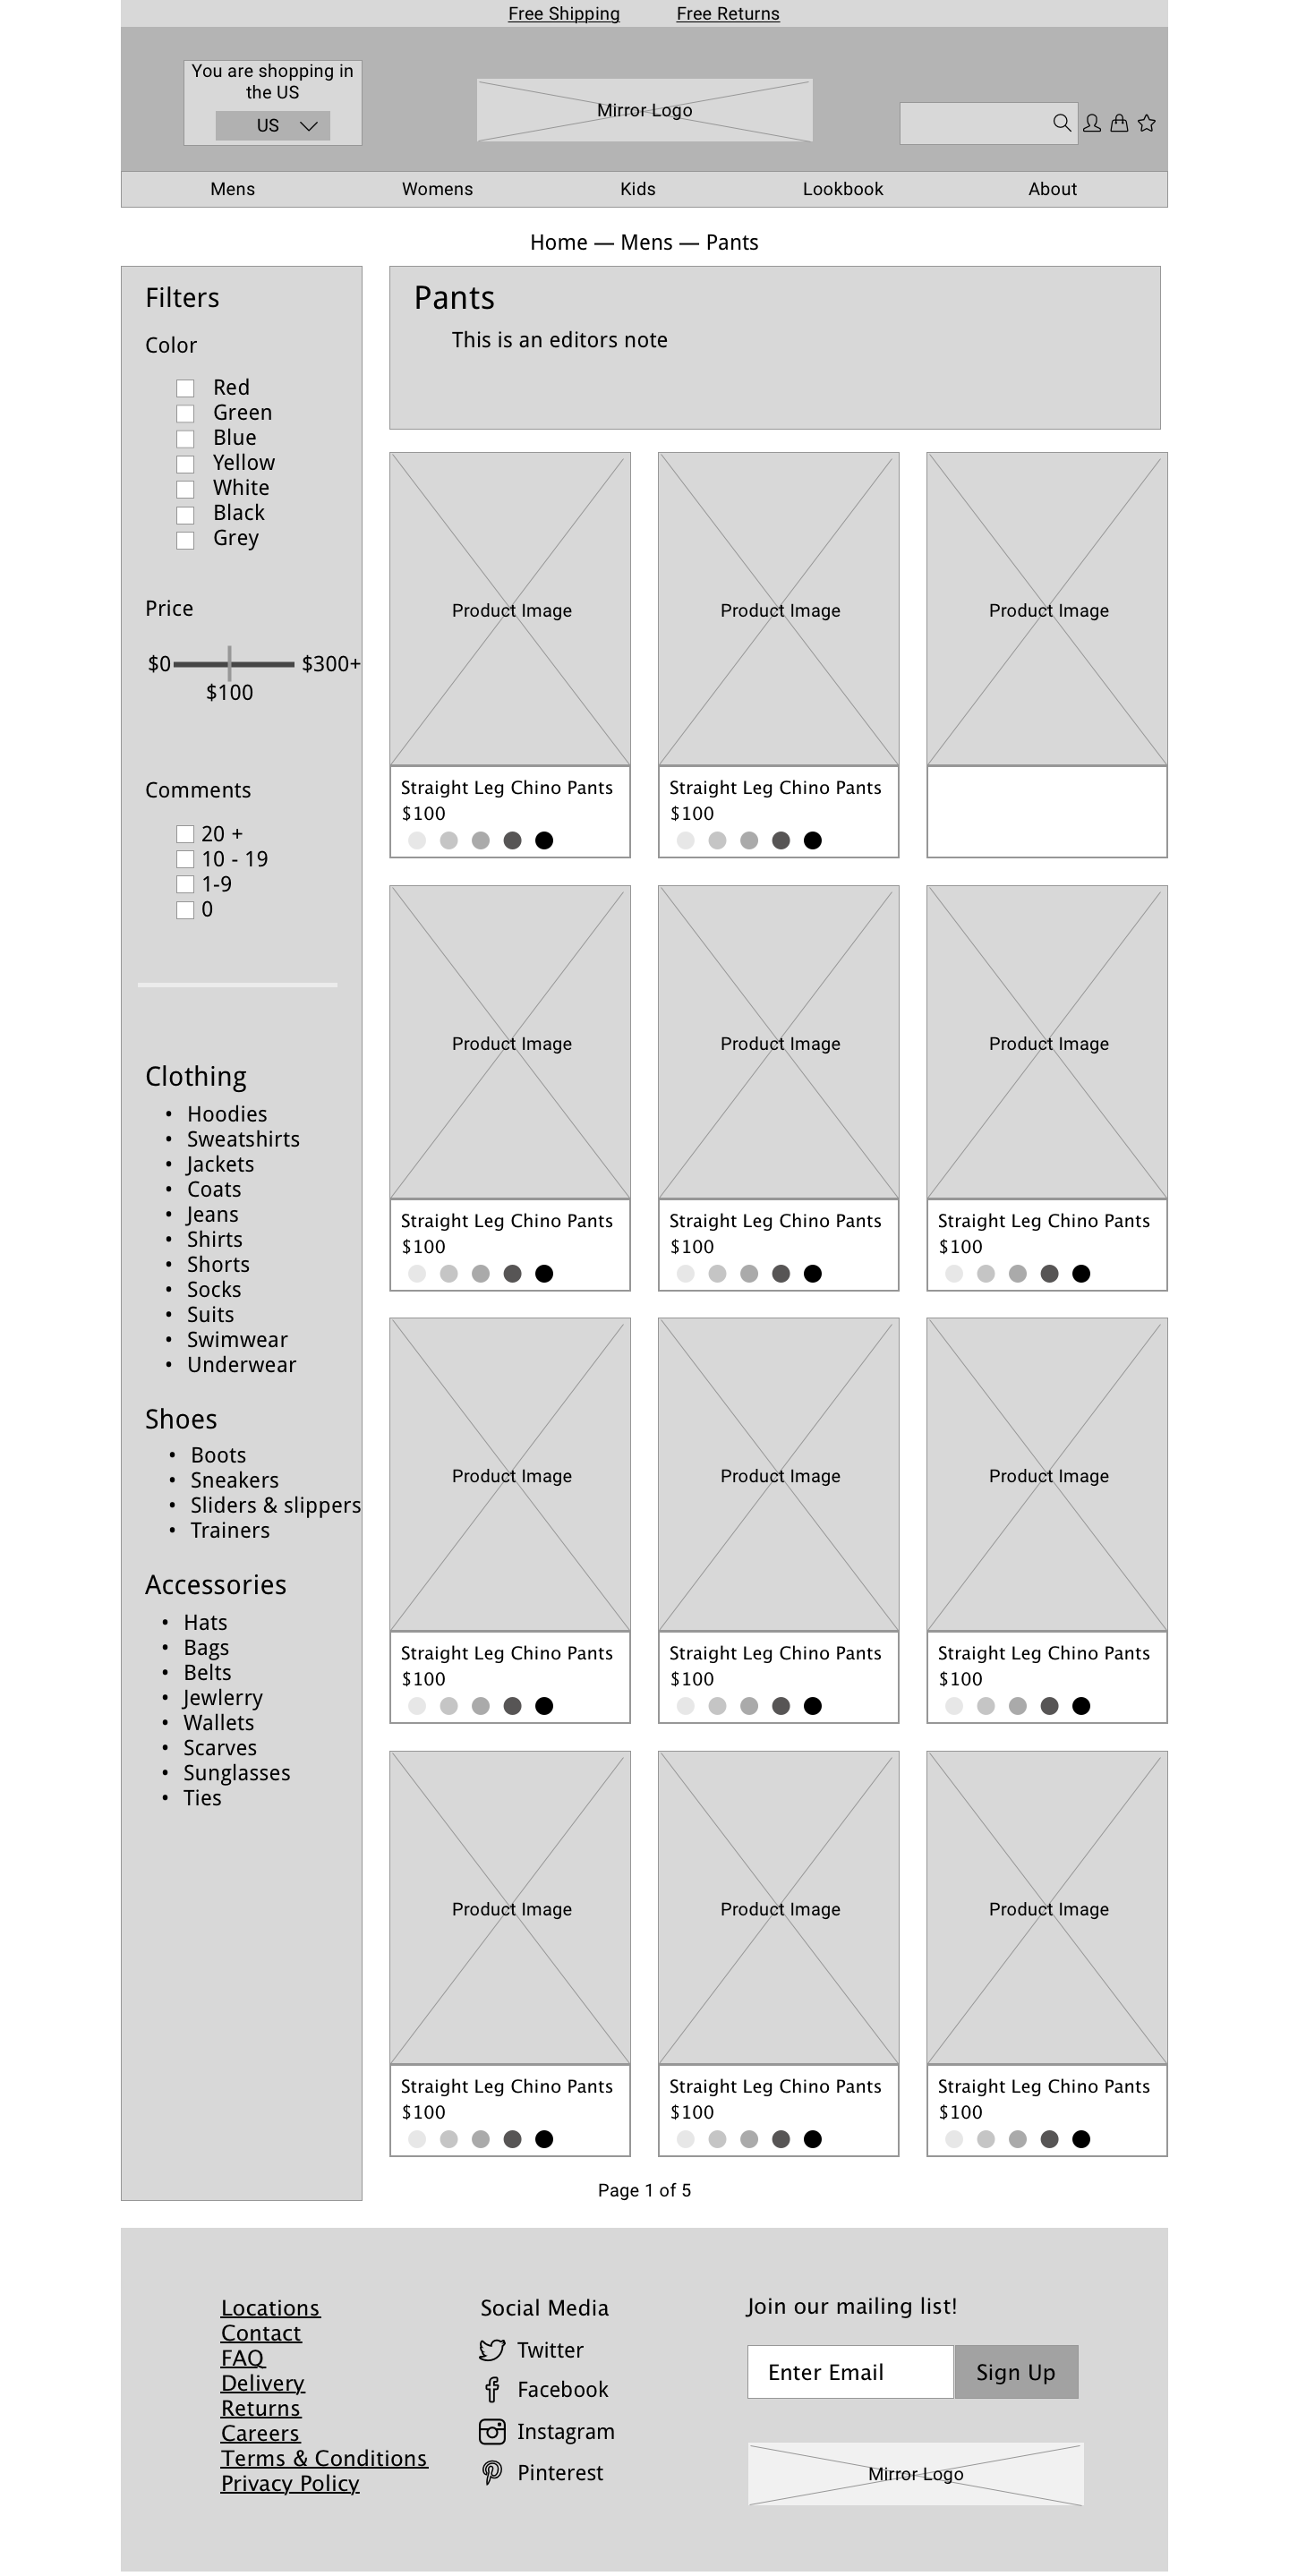 Free Shipping Free Returns
You are shopping in
the US
US
Mirror Logo
Mens Womens Kids Lookbook About
Home — Mens — Pants
Filters
Color
Red
Green
Blue
Yellow
White
Black
Grey
Price
$0 $300+
$100
Comments
20 +
10 - 19
1-9
0
Clothing
• Hoodies
• Sweatshirts
• Jackets
• Coats
• Jeans
• Shirts
• Shorts
• Socks
• Suits
• Swimwear
• Underwear
Shoes
• Boots
• Sneakers
• Sliders & slippers
• Trainers
Accessories
• Hats
• Bags
• Belts
• Jewlerry
• Wallets
• Scarves
• Sunglasses
• Ties
Pants
This is an editors note
Product Image Product Image Product Image
Straight Leg Chino Pants Straight Leg Chino Pants
$100 $100
Product Image Product Image Product Image
Straight Leg Chino Pants Straight Leg Chino Pants Straight Leg Chino Pants
$100 $100 $100
Product Image Product Image Product Image
Straight Leg Chino Pants Straight Leg Chino Pants Straight Leg Chino Pants
$100 $100 $100
Product Image Product Image Product Image
Straight Leg Chino Pants Straight Leg Chino Pants Straight Leg Chino Pants
$100 $100 $100
Page 1 of 5
Locations
Contact
FAQ
Delivery
Returns
Careers
Terms & Conditions
Privacy Policy
Social Media
Twitter
Facebook
Instagram
Pinterest
Join our mailing list!
Enter Email Sign Up
Mirror Logo